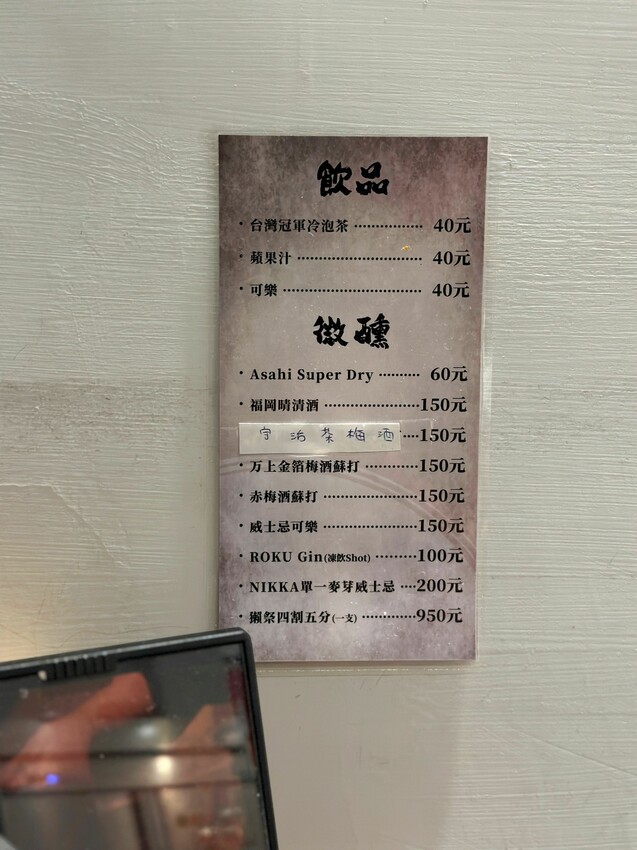 飲品
・台灣冠軍冷泡茶 ················ 40元
・蘋果汁 ····························· 40元
・可樂 ································ 40元
微醺
・Asahi Super Dry ·········· 60元
・福岡晴清酒 ·······················150元
宇治茶梅酒 ····150元
・万上金箔梅酒蘇打 ·············150元
・赤梅酒蘇打 ·······················150元
・威士忌可樂 ·······················150元
・ROKU Gin(凍飲Shot) ·········100元
・NIKKA單一麥芽威士忌 ····200元
・獺祭四割五分(一支) ·············950元